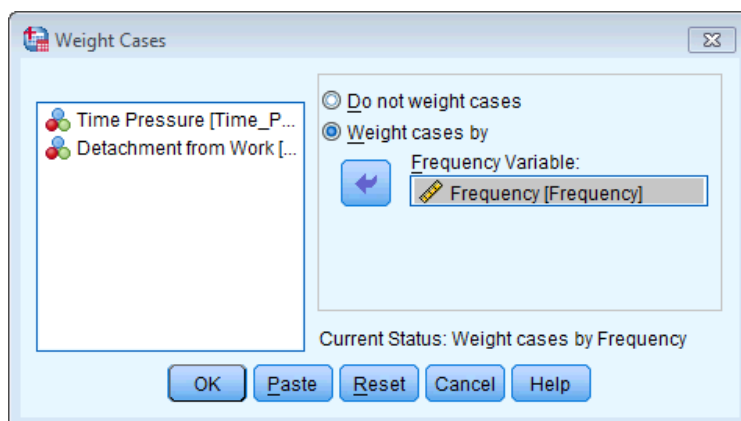 Weight Cases
Time Pressure [Time_P...
Detachment from Work [...
Do not weight cases
Weight cases by
Frequency Variable:
Frequency [Frequency]
Current Status: Weight cases by Frequency
OK Paste Reset Cancel Help